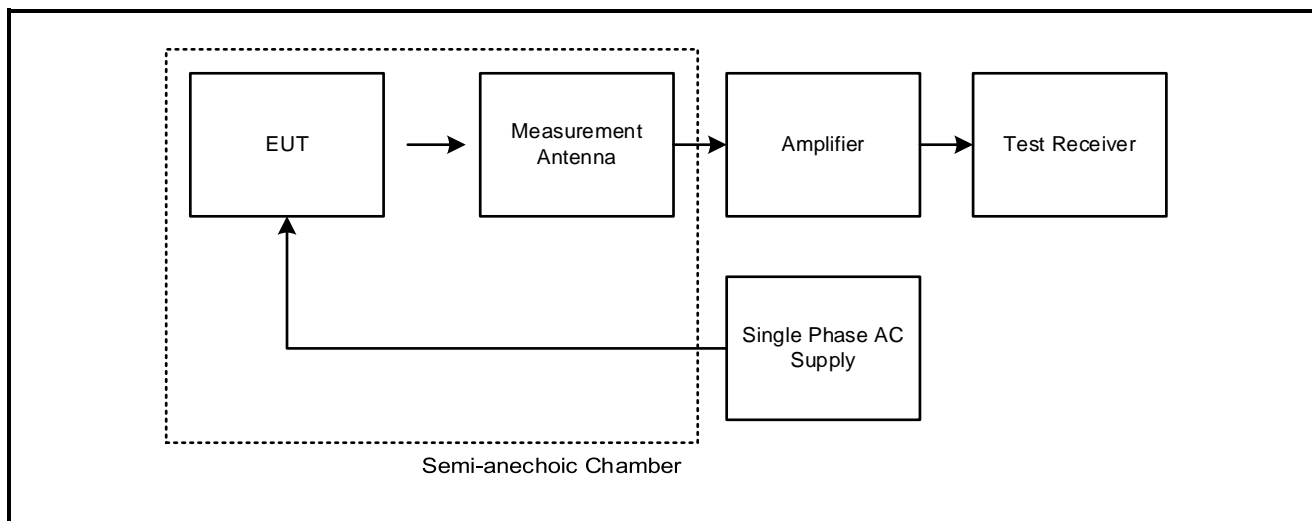 EUT
Measurement
Antenna
Amplifier
Test Receiver
Single Phase AC
Supply
Semi-anechoic Chamber